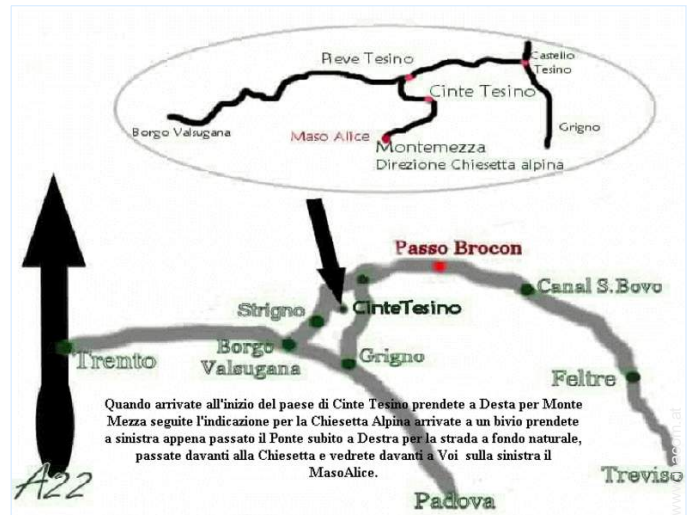 Pieve Tesino
Castello
Tesino
Cinte Tesino
Borgo Valsugana
Maso Alice
Montemezza
Direzione Chiesetta alpina
Grigno
Passo Brocon
Canal S.Bovo
Strigno
CinteTesino
Trento
Borgo
Valsugana
Grigno
Feltre
Quando arrivate all'inizio del paese di Cinte Tesino prendete a Desta per Monte
Mezza seguite l'indicazione per la Chiesetta Alpina arrivate a un bivio prendete
a sinistra appena passato il Ponte subito a Destra per la strada a fondo naturale,
passate davanti alla Chiesetta e vedrete davanti a Voi sulla sinistra il
MasoAlice.
A22
Treviso
Padova